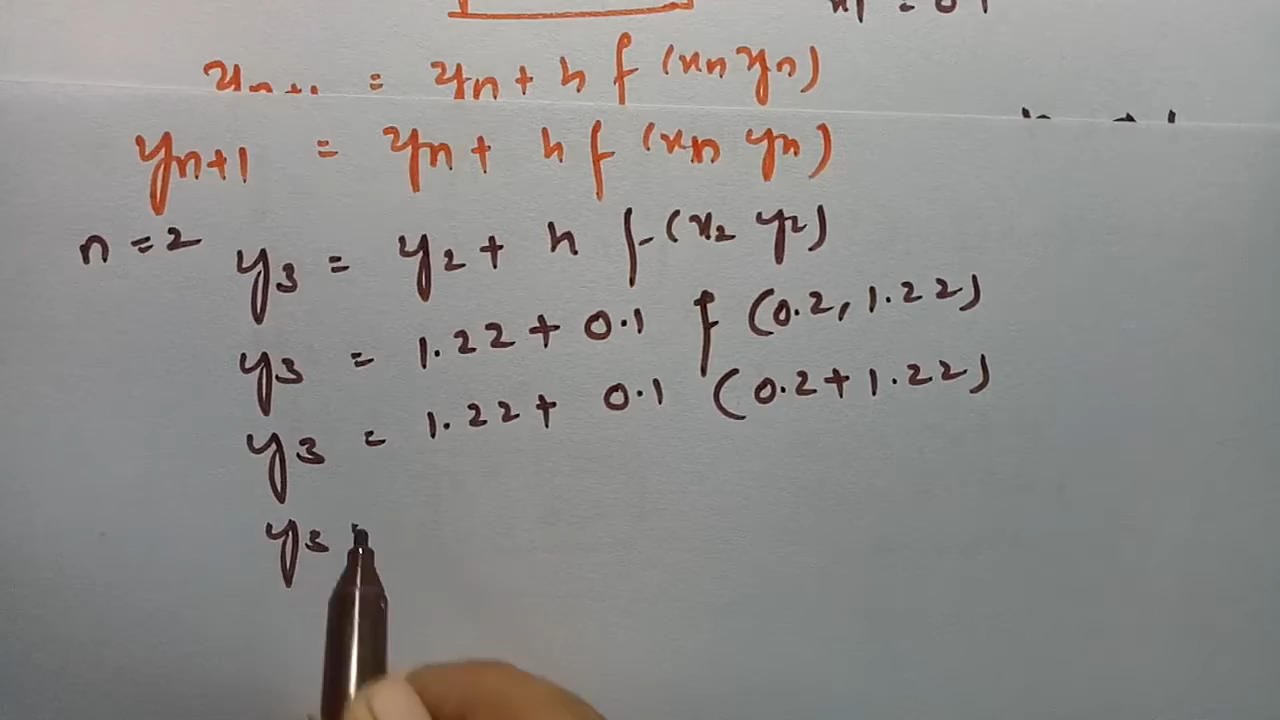 yn+1 = yn + h f (xn yn)
yn+1 = yn + h f (xn yn)
n = 2 y3 = y2 + h f (x2 y2)
y3 = 1.22 + 0.1 f (0.2, 1.22)
y3 = 1.22 + 0.1 (0.2 + 1.22)
y3